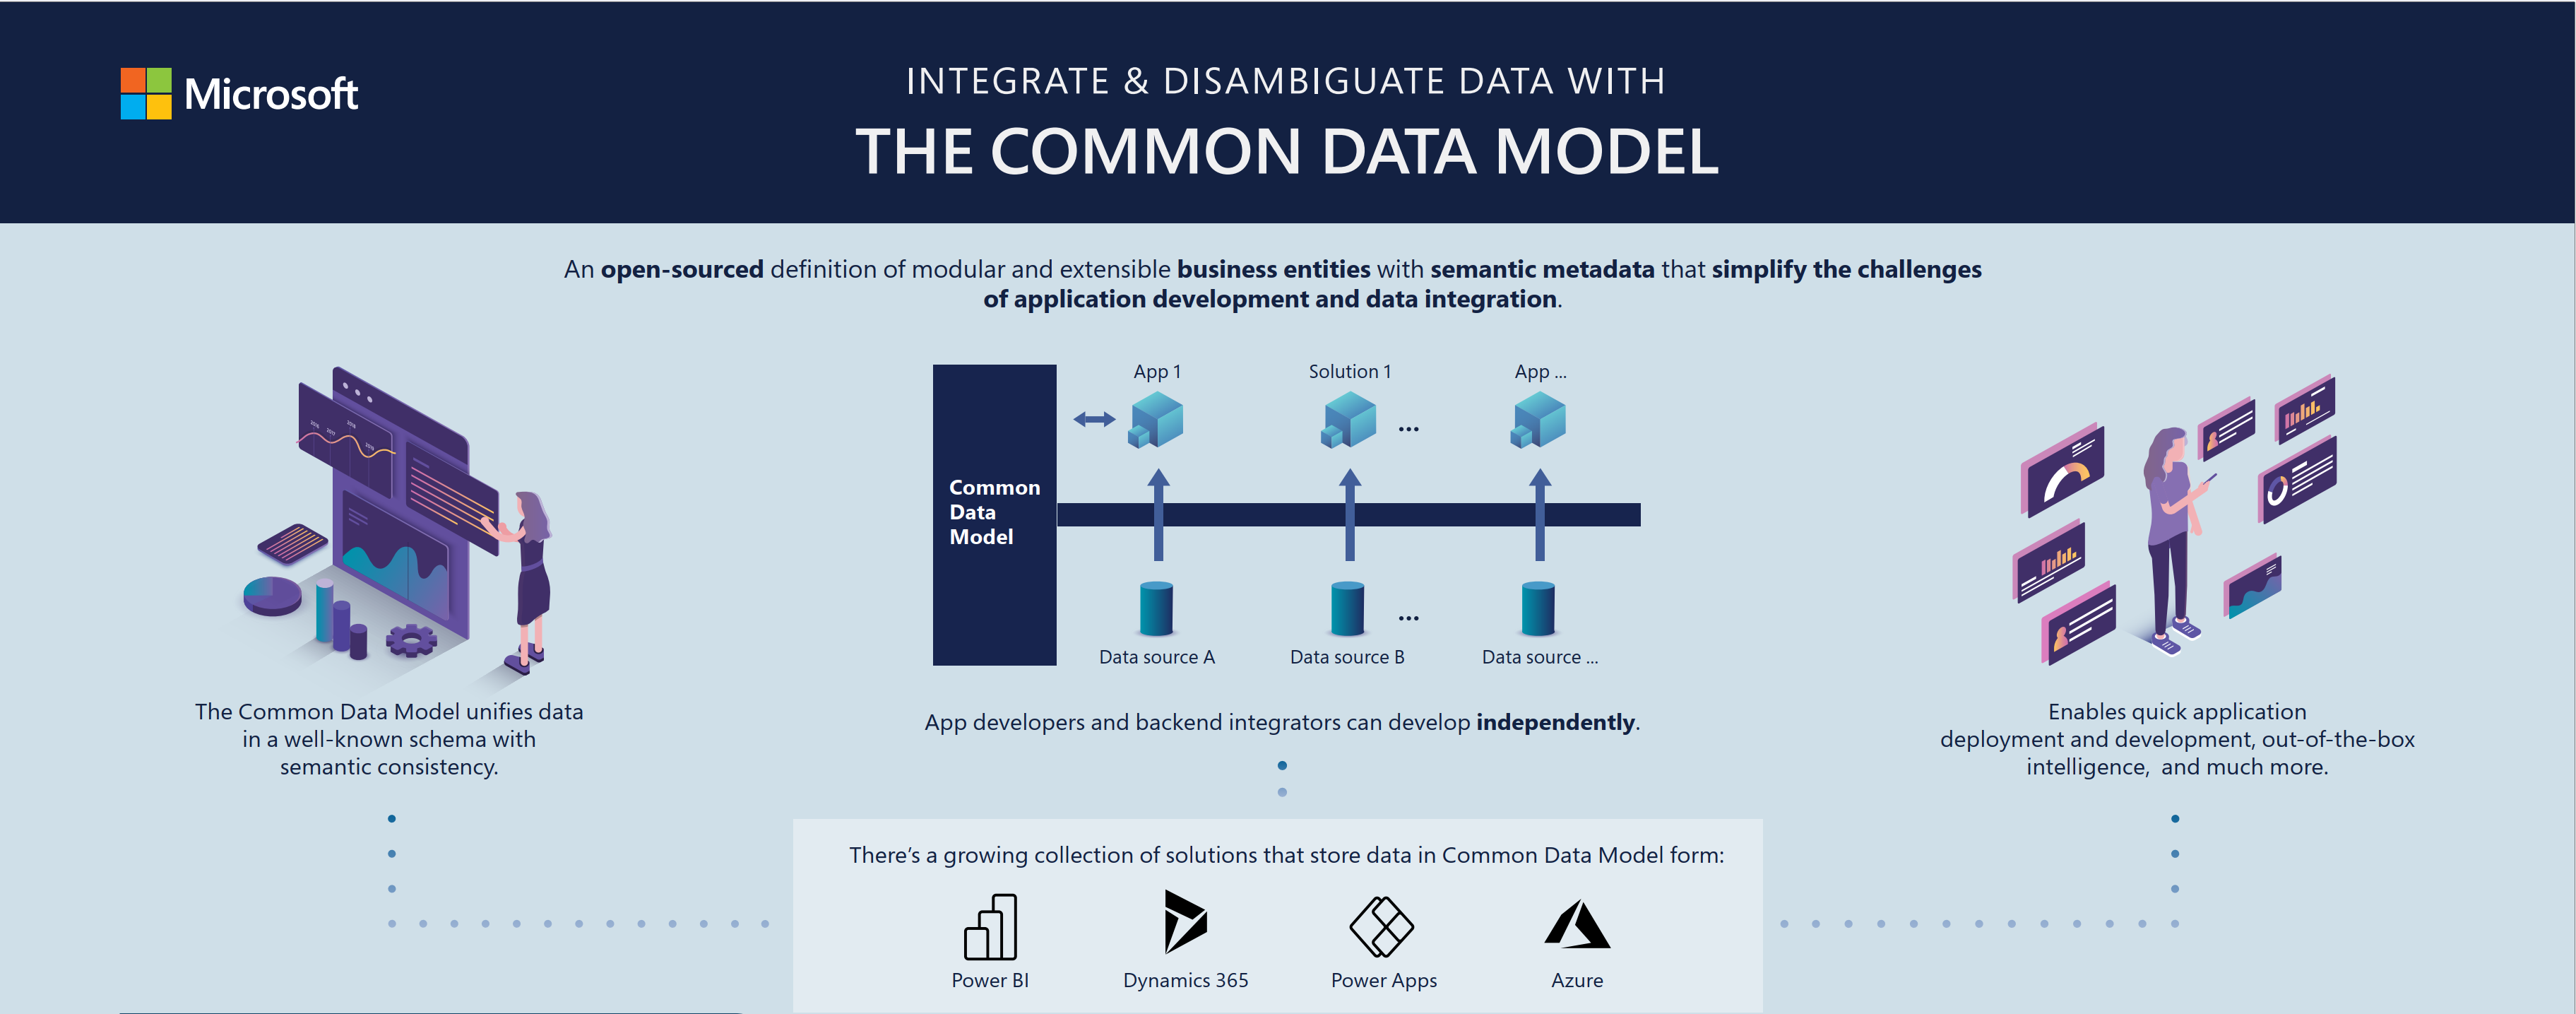 Microsoft
INTEGRATE & DISAMBIGUATE DATA WITH
THE COMMON DATA MODEL
An open-sourced definition of modular and extensible business entities with semantic metadata that simplify the challenges
of application development and data integration.
2016
2017
2018
2019
The Common Data Model unifies data
in a well-known schema with
semantic consistency.
Common
Data
Model
App 1
Solution 1
App ...
...
...
Data source A
Data source B
Data source ...
App developers and backend integrators can develop independently.
Enables quick application
deployment and development, out-of-the-box
intelligence,  and much more.
There's a growing collection of solutions that store data in Common Data Model form:
Power BI
Dynamics 365
Power Apps
Azure